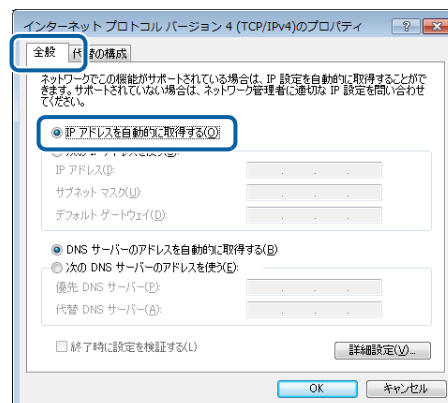 インターネット プロトコル バージョン 4 (TCP/IPv4)のプロパティ
全般
代替の構成
ネットワークでこの機能がサポートされている場合は、IP 設定を自動的に取得することがで
きます。サポートされていない場合は、ネットワーク管理者に適切な IP 設定を問い合わせ
てください。
IP アドレスを自動的に取得する(O)
次の IP アドレスを使う(S):
IP アドレス(I):
サブネット マスク(U):
デフォルト ゲートウェイ(D):
DNS サーバーのアドレスを自動的に取得する(B)
次の DNS サーバーのアドレスを使う(E):
優先 DNS サーバー(P):
代替 DNS サーバー(A):
終了時に設定を検証する(L)
詳細設定(V)...
OK
キャンセル